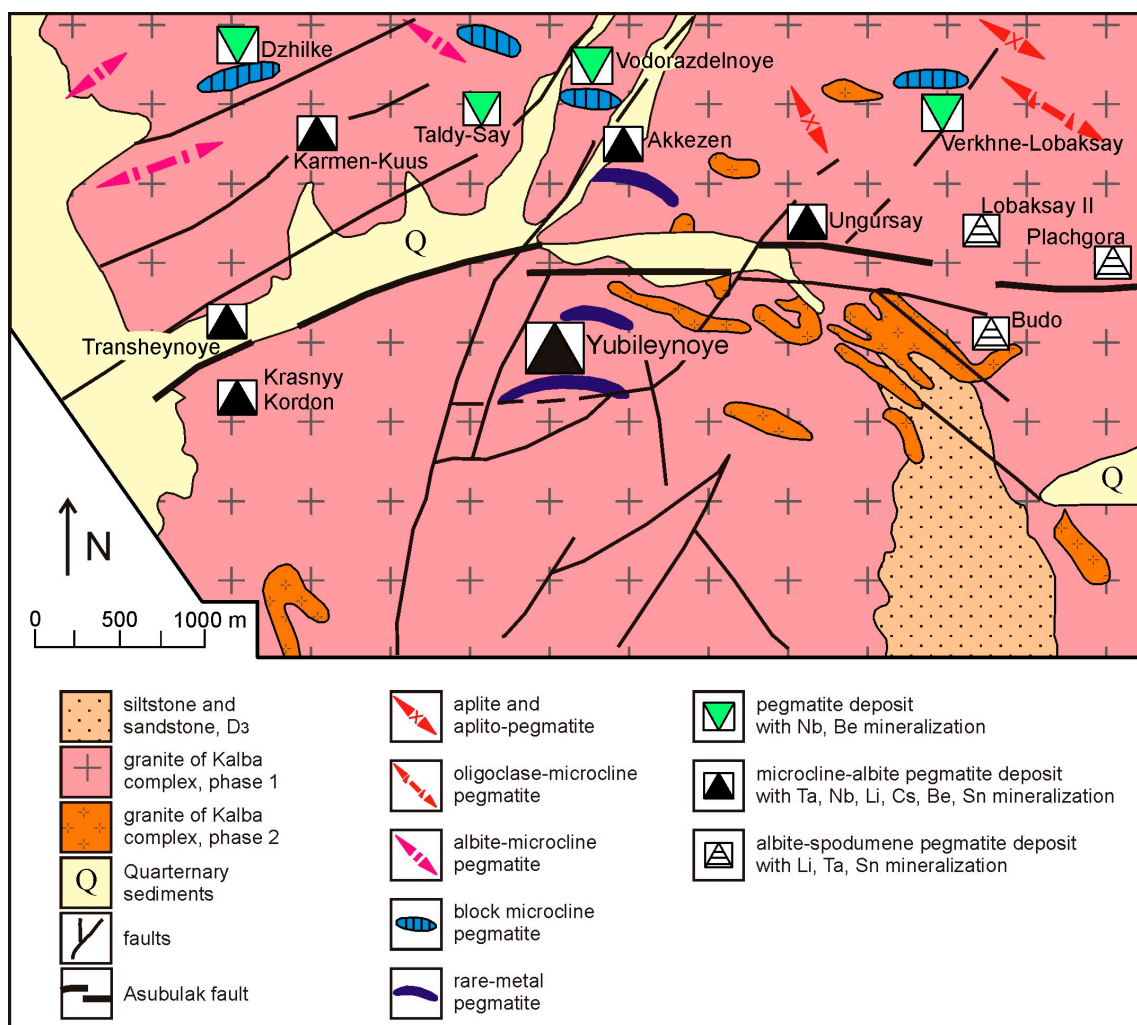 Dzhilke
Vodorazdelnoye
Taldy-Say
Akkezen
Karmen-Kuus
Verkhne-Lobaksay
Ungursay
Lobaksay II
Plachgora
Q
Transheynoye
Yubileynoye
Budo
Krasnyy
Kordon
Q
N
0 500 1000 m
siltstone and
sandstone, D3
granite of Kalba
complex, phase 1
granite of Kalba
complex, phase 2
Q
Quarternary
sediments
faults
Asubulak fault
aplite and
aplito-pegmatite
oligoclase-microcline
pegmatite
albite-microcline
pegmatite
block microcline
pegmatite
rare-metal
pegmatite
pegmatite deposit
with Nb, Be mineralization
microcline-albite pegmatite deposit
with Ta, Nb, Li, Cs, Be, Sn mineralization
albite-spodumene pegmatite deposit
with Li, Ta, Sn mineralization